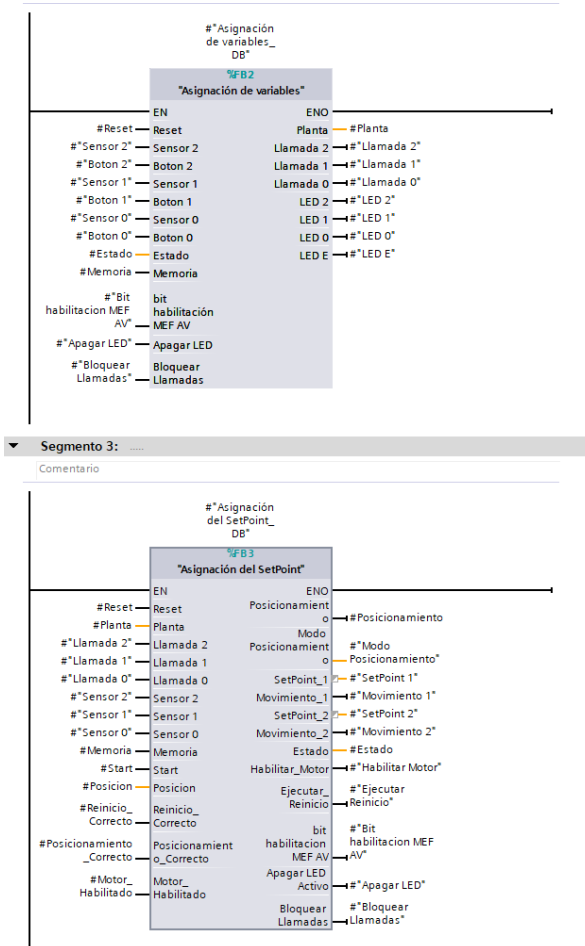 #"Asignación
de variables_
DB"
%FB2
"Asignación de variables"
EN ENO
#Reset Reset Planta #Planta
#"Sensor 2" Sensor 2 Llamada 2 #"Llamada 2"
#"Boton 2" Boton 2 Llamada 1 #"Llamada 1"
#"Sensor 1" Sensor 1 Llamada 0 #"Llamada 0"
#"Boton 1" Boton 1 LED 2 #"LED 2"
#"Sensor 0" Sensor 0 LED 1 #"LED 1"
#"Boton 0" Boton 0 LED 0 #"LED 0"
#Estado Estado LED E #"LED E"
#Memoria Memoria
#"Bit bit
habilitacion MEF habilitación
AV" MEF AV
#"Apagar LED" Apagar LED
#"Bloquear Bloquear
Llamadas" Llamadas
Segmento 3: .....
Comentario
#"Asignación
del SetPoint_
DB"
%FB3
"Asignación del SetPoint"
EN ENO
#Reset Reset Posicionamient
o #Posicionamiento
#Planta Planta Modo
#"Llamada 2" Llamada 2 Posicionamient #"Modo
#"Llamada 1" Llamada 1 o Posicionamiento"
#"Llamada 0" Llamada 0 SetPoint_1 #"SetPoint 1"
#"Sensor 2" Sensor 2 Movimiento_1 #"Movimiento 1"
#"Sensor 1" Sensor 1 SetPoint_2 #"SetPoint 2"
#"Sensor 0" Sensor 0 Movimiento_2 #"Movimiento 2"
#Memoria Memoria Estado #Estado
#Start Start Habilitar_Motor #"Habilitar Motor"
#Posicion Posicion Ejecutar_ #"Ejecutar
Reinicio Reinicio"
#Reinicio_ Reinicio_
Correcto Correcto
bit #"Bit
#Posicionamiento Posicionamient habilitacion habilitacion MEF
_Correcto o_Correcto MEF AV AV"
Apagar LED
#Motor_ Motor_ Activo #"Apagar LED"
Habilitado Habilitado
Bloquear #"Bloquear
Llamadas Llamadas"